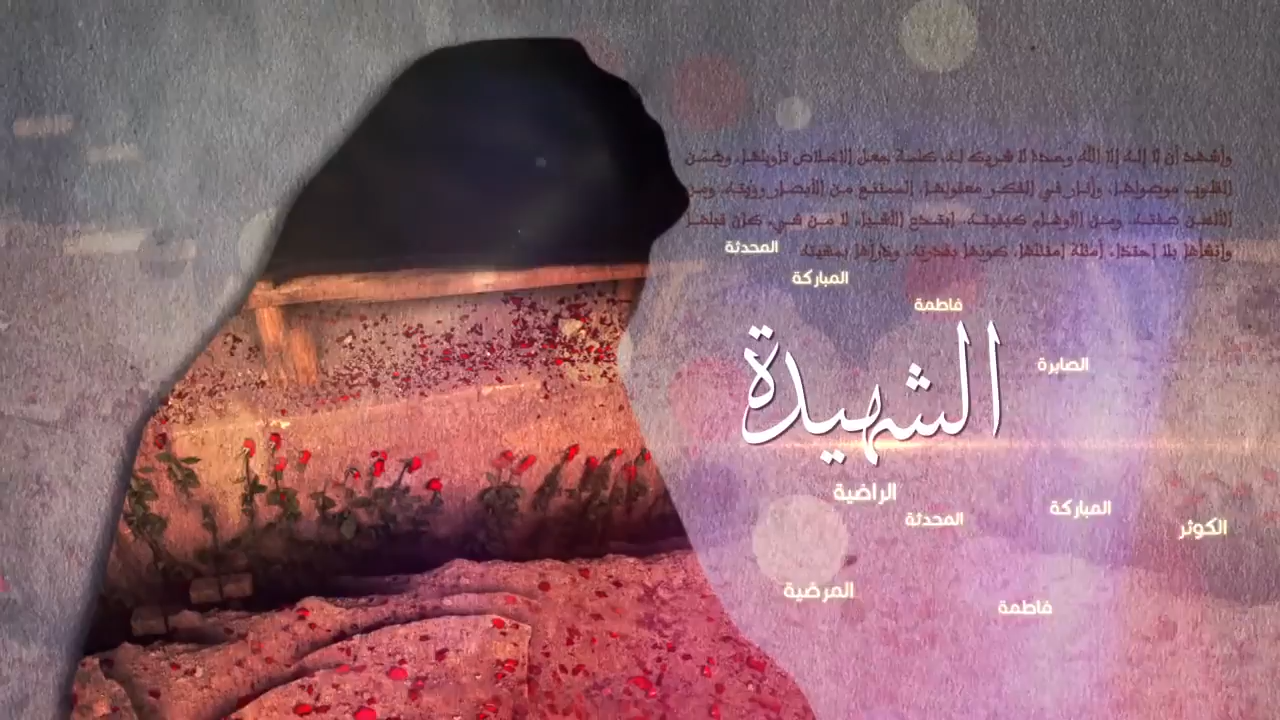 وأشهد أن لا إله إلا الله وحده لا شريك له، كلمة جعل الإخلاص تأويلها، وضمّن
القلوب موصولها، وأنار في الفكر معقولها، الممتنع من الأبصار رؤيته، ومن
الألسن صفته، ومن الأوهام كيفيته، ابتدع الأشياء لا من شيء كان قبلها
وأنشأها بلا احتذاء أمثلة امتثلها، كونها بقدرته، وذرأها بمشيته
المحدثة
المباركة
فاطمة
الصابرة
الشهيدة
الراضية
المباركة
المحدثة
الكوثر
المرضية
فاطمة